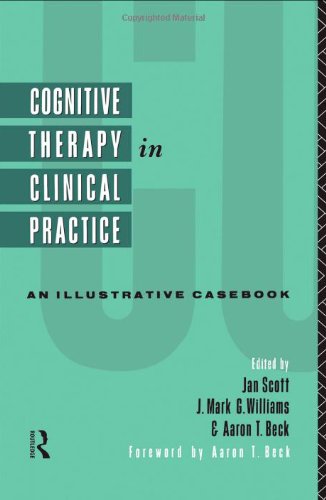 Copyrighted Material
COGNITIVE
THERAPY in
CLINICAL
PRACTICE
AN ILLUSTRATIVE CASEBOOK
Edited by
Jan Scott
J. Mark G. Williams
& Aaron T. Beck
Foreword by Aaron T. Beck
ROUTLEDGE